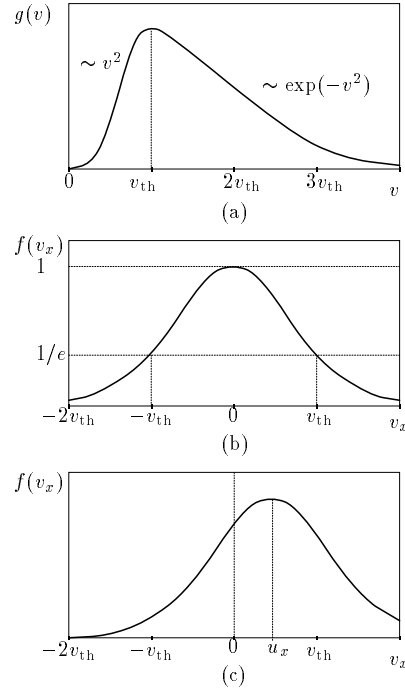 g(v)
~ v²
~ exp(−v²)
0 v_th 2v_th 3v_th v
(a)
f(v_x)
1
1/e
−2v_th −v_th 0 v_th v_x
(b)
f(v_x)
−2v_th −v_th 0 u_x v_th v_x
(c)